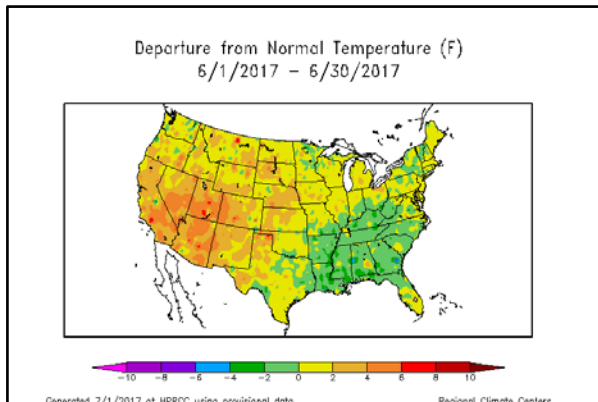 Departure from Normal Temperature (F)
6/1/2017 – 6/30/2017
-10 -8 -6 -4 -2 0 2 4 6 8 10
Generated 7/1/2017 at HPRCC using provisional data. Regional Climate Centers